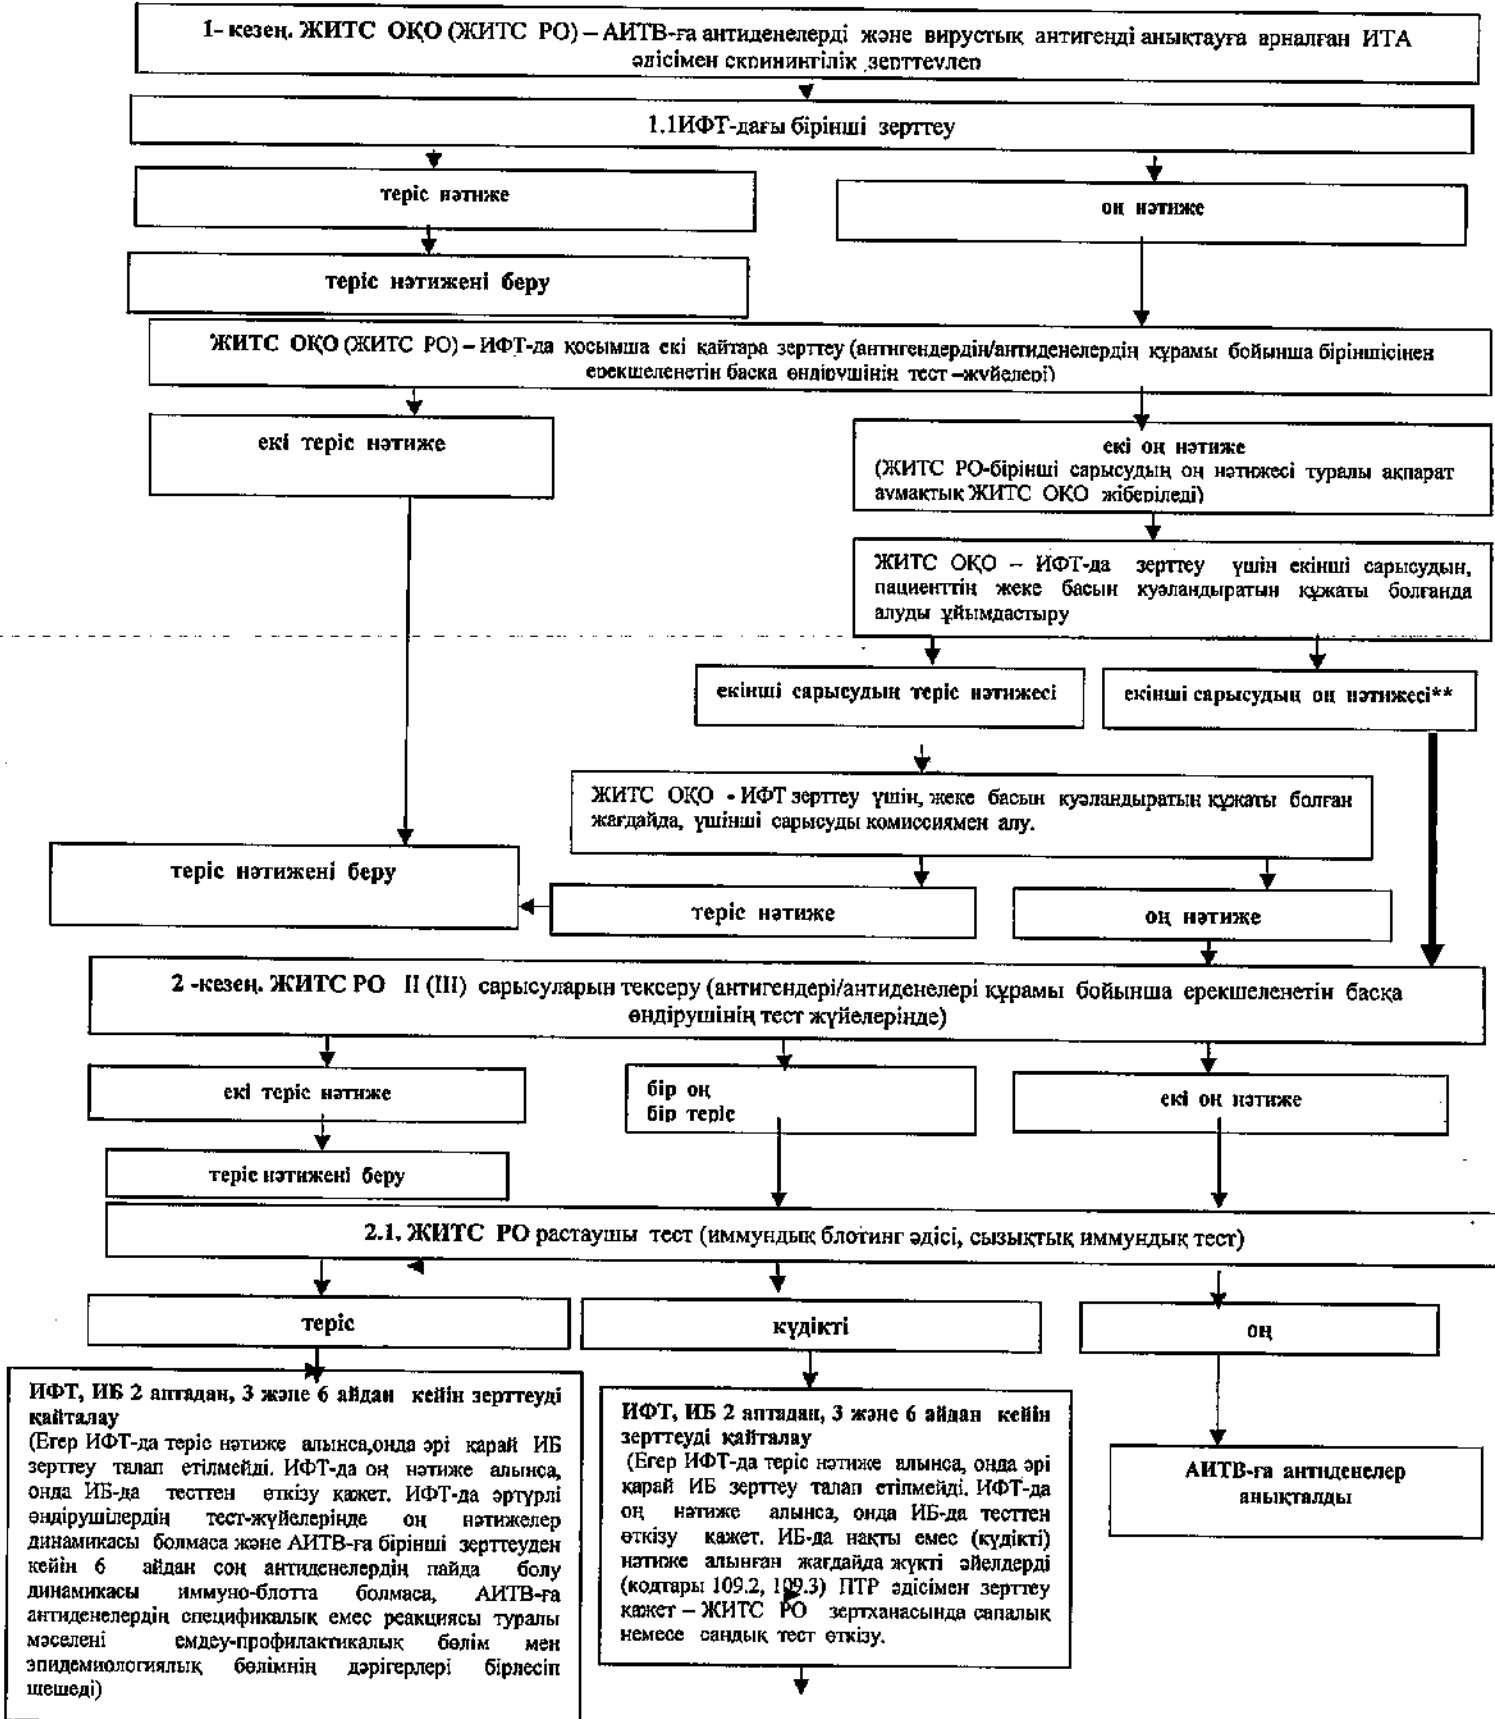 1- кезең. ЖИТС ОҚО (ЖИТС РО) – АИТВ-ға антиденелерді және вирустық антигенді анықтауға арналған ИТА
әдісімен скринингілік зерттеулер
1.1ИФТ-дағы бірінші зерттеу
теріс нәтиже
оң нәтиже
теріс нәтижені беру
ЖИТС ОҚО (ЖИТС РО) – ИФТ-да қосымша екі қайтара зерттеу (антигендердің/антиденелердің құрамы бойынша біріншісінен
ерекшеленетін басқа өндірушінің тест –жүйелері)
екі теріс нәтиже
екі оң нәтиже
(ЖИТС РО-бірінші сарысудың оң нәтижесі туралы ақпарат
аумақтық ЖИТС ОҚО жіберіледі)
ЖИТС ОҚО – ИФТ-да зерттеу үшін екінші сарысудын,
пациенттің жеке басын куәландыратын құжаты болғанда
алуды ұйымдастыру
екінші сарысудың теріс нәтижесі
екінші сарысудың оң нәтижесі**
ЖИТС ОҚО - ИФТ зерттеу үшін, жеке басын куәландыратын құжаты болған
жағдайда, үшінші сарысуды комиссиямен алу.
теріс нәтижені беру
теріс нәтиже
оң нәтиже
2 -кезең. ЖИТС РО II (III) сарысуларын тексеру (антигендері/антиденелері құрамы бойынша ерекшеленетін басқа
өндірушінің тест жүйелерінде)
екі теріс нәтиже
бір оң
бір теріс
екі оң нәтиже
теріс нәтижені беру
2.1. ЖИТС РО растаушы тест (иммундық блотинг әдісі, сызықтық иммундық тест)
теріс
күдікті
оң
ИФТ, ИБ 2 аптадан, 3 және 6 айдан кейін зерттеуді
қайталау
(Егер ИФТ-да теріс нәтиже алынса,онда әрі қарай ИБ
зерттеу талап етілмейді. ИФТ-да оң нәтиже алынса,
онда ИБ-да тесттен өткізу қажет. ИФТ-да әртүрлі
өндірушілердің тест-жүйелерінде оң нәтижелер
динамикасы болмаса және АИТВ-ға бірінші зерттеуден
кейін 6 айдан соң антиденелердің пайда болу
динамикасы иммуно-блотта болмаса, АИТВ-ға
антиденелердің спецификалық емес реакциясы туралы
мәселені емдеу-профилактикалық бөлім мен
эпидемиологиялық бөлімнің дәрігерлері бірлесіп
шешеді)
ИФТ, ИБ 2 аптадан, 3 және 6 айдан кейін
зерттеуді қайталау
(Егер ИФТ-да теріс нәтиже алынса, онда әрі
қарай ИБ зерттеу талап етілмейді. ИФТ-да
оң нәтиже алынса, онда ИБ-да тесттен
өткізу қажет. ИБ-да нақты емес (күдікті)
нәтиже алынған жағдайда жүкті әйелдерді
(кодтары 109.2, 109.3) ПТР әдісімен зерттеу
қажет – ЖИТС РО зертханасында сапалық
немесе сандық тест өткізу.
АИТВ-ға антиденелер
анықталды